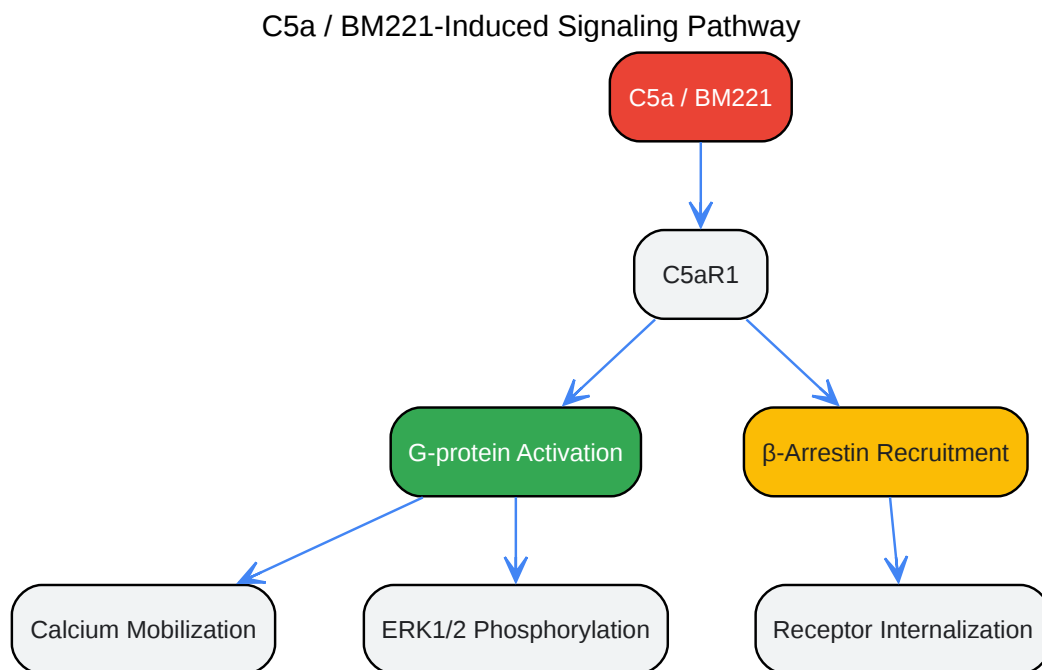 C5a / BM221-Induced Signaling Pathway
C5a / BM221
C5aR1
G-protein Activation
β-Arrestin Recruitment
Calcium Mobilization
ERK1/2 Phosphorylation
Receptor Internalization